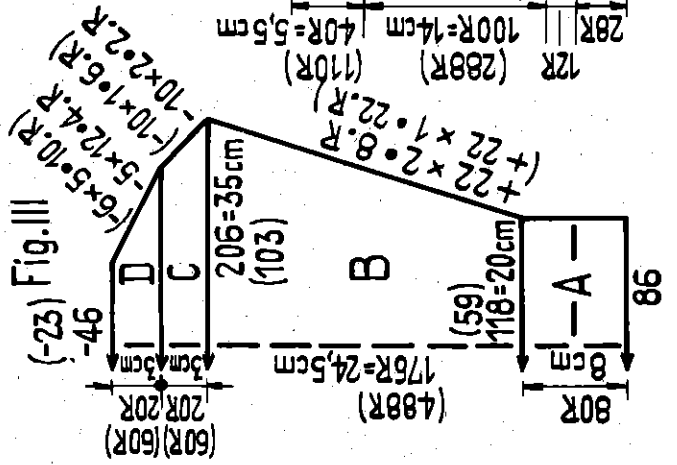 Fig.III
(-23)
-46
(-6×5•10.R)
-5×12•4.R
(-10×1•6.R)
-10×2•2.R
D
C
3cm
3cm
20R
20R
(60R)
(60R)
206=35cm
(103)
+22×2•8.R
(+22×1•22.R)
B
(488R)
176R=24,5cm
(59)
118=20cm
A
8cm
80R
86
(110R)
40R=5,5cm
(288R)
100R=14cm
12R
28R